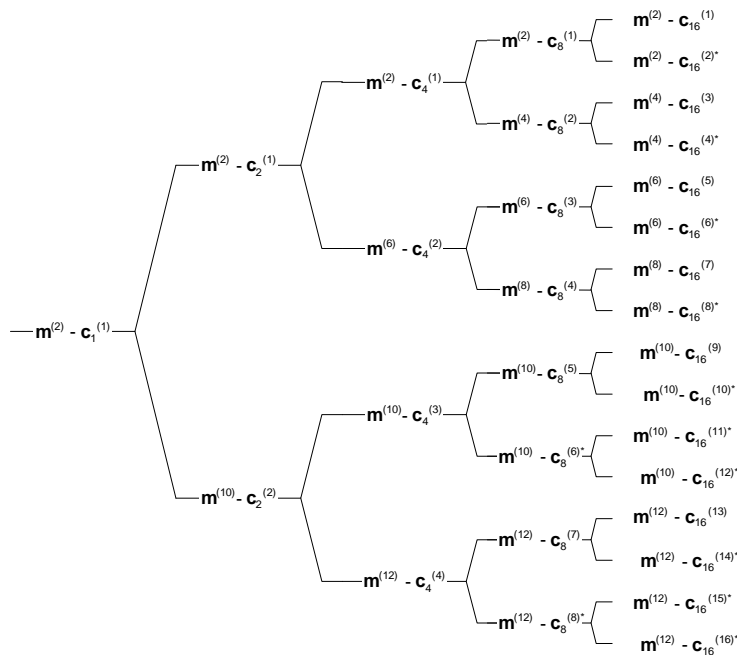 m⁽²⁾ - c₁₆⁽¹⁾
m⁽²⁾ - c₈⁽¹⁾
m⁽²⁾ - c₁₆⁽²⁾*
m⁽²⁾ - c₄⁽¹⁾
m⁽⁴⁾ - c₁₆⁽³⁾
m⁽⁴⁾ - c₈⁽²⁾
m⁽⁴⁾ - c₁₆⁽⁴⁾*
m⁽²⁾ - c₂⁽¹⁾
m⁽⁶⁾ - c₁₆⁽⁵⁾
m⁽⁶⁾ - c₈⁽³⁾
m⁽⁶⁾ - c₁₆⁽⁶⁾*
m⁽⁶⁾ - c₄⁽²⁾
m⁽⁸⁾ - c₁₆⁽⁷⁾
m⁽⁸⁾ - c₈⁽⁴⁾
m⁽⁸⁾ - c₁₆⁽⁸⁾*
m⁽²⁾ - c₁⁽¹⁾
m⁽¹⁰⁾ - c₁₆⁽⁹⁾
m⁽¹⁰⁾ - c₈⁽⁵⁾
m⁽¹⁰⁾ - c₁₆⁽¹⁰⁾*
m⁽¹⁰⁾ - c₄⁽³⁾
m⁽¹⁰⁾ - c₁₆⁽¹¹⁾*
m⁽¹⁰⁾ - c₈⁽⁶⁾*
m⁽¹⁰⁾ - c₁₆⁽¹²⁾*
m⁽¹⁰⁾ - c₂⁽²⁾
m⁽¹²⁾ - c₁₆⁽¹³⁾
m⁽¹²⁾ - c₈⁽⁷⁾
m⁽¹²⁾ - c₁₆⁽¹⁴⁾*
m⁽¹²⁾ - c₄⁽⁴⁾
m⁽¹²⁾ - c₁₆⁽¹⁵⁾*
m⁽¹²⁾ - c₈⁽⁸⁾*
m⁽¹²⁾ - c₁₆⁽¹⁶⁾*